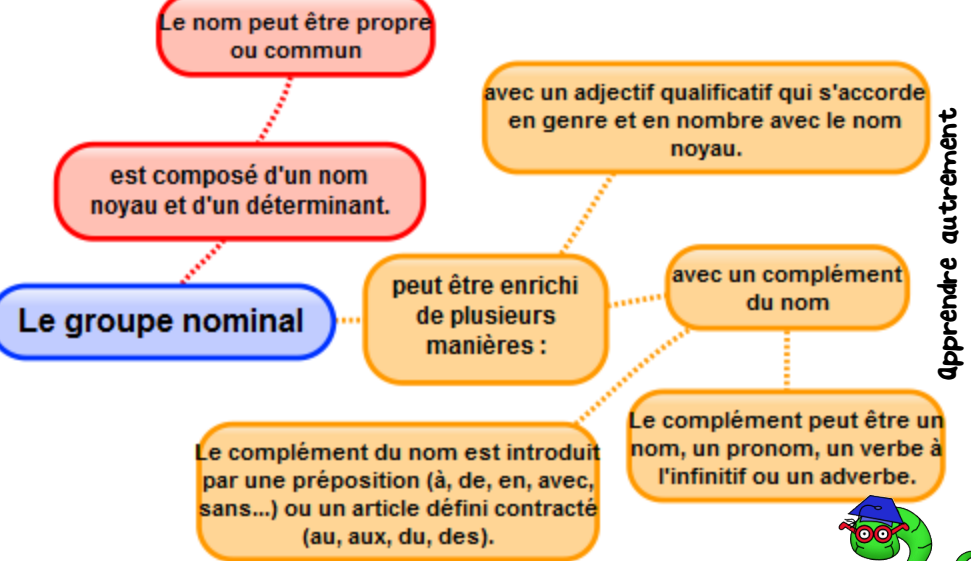 Le nom peut être propre
ou commun
est composé d'un nom
noyau et d'un déterminant.
Le groupe nominal
peut être enrichi
de plusieurs
manières :
avec un adjectif qualificatif qui s'accorde
en genre et en nombre avec le nom
noyau.
avec un complément
du nom
Le complément peut être un
nom, un pronom, un verbe à
l'infinitif ou un adverbe.
Le complément du nom est introduit
par une préposition (à, de, en, avec,
sans...) ou un article défini contracté
(au, aux, du, des).
apprendre autrement